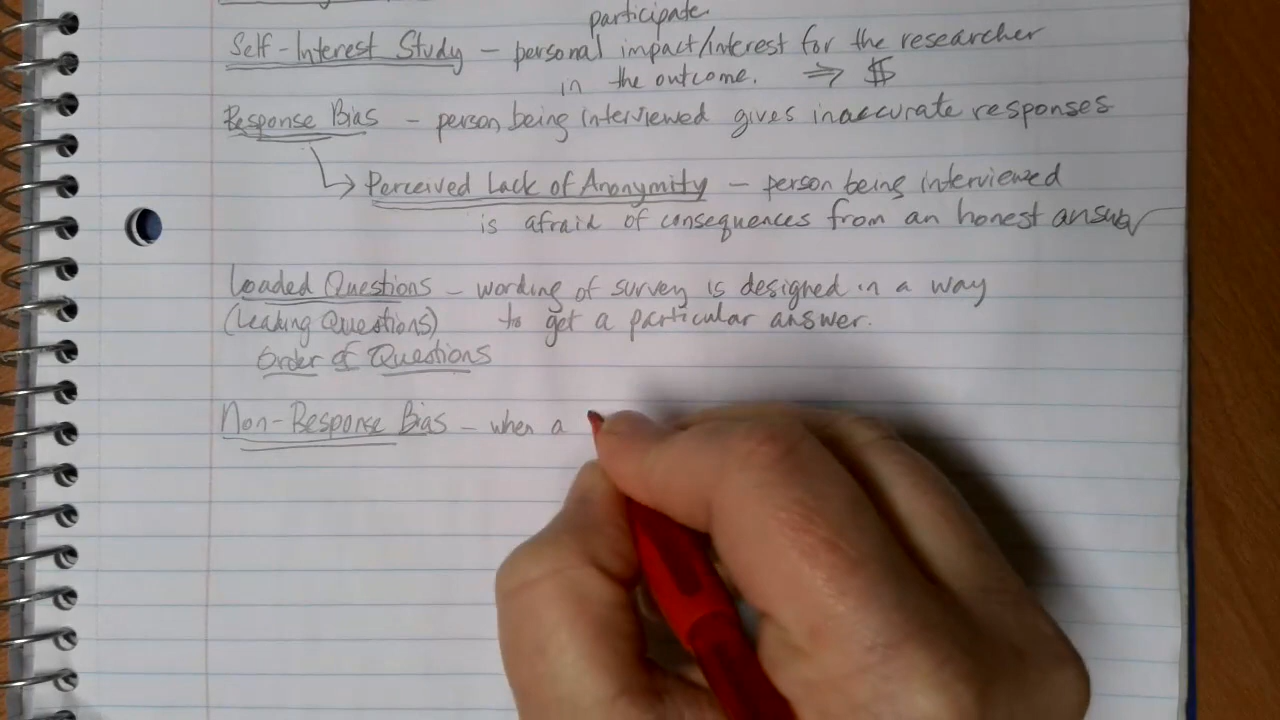 participate.
Self-Interest Study – personal impact/interest for the researcher
in the outcome. ⇒ $
Response Bias – person being interviewed gives inaccurate responses
Perceived Lack of Anonymity – person being interviewed
is afraid of consequences from an honest answer
Loaded Questions – wording of survey is designed in a way
(Leading Questions) to get a particular answer.
Order of Questions
Non-Response Bias – when a